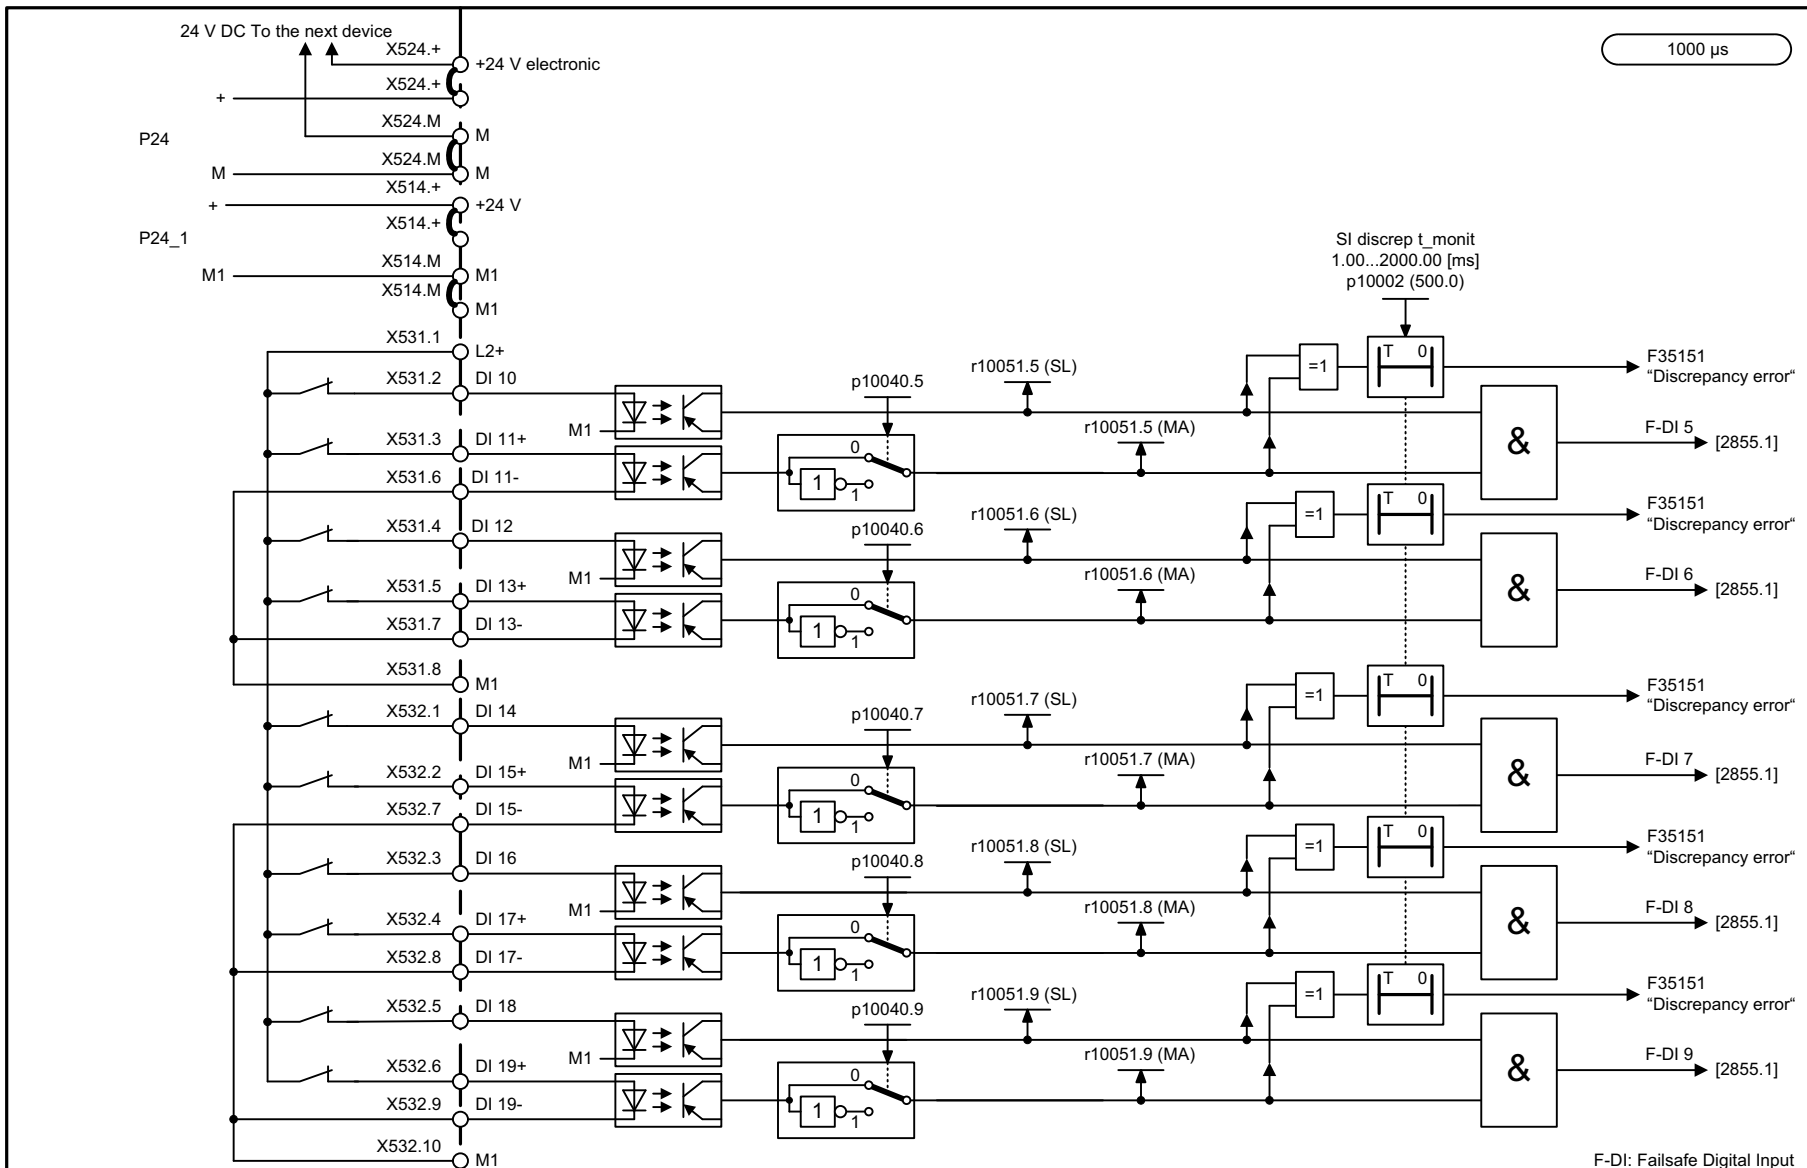 24 V DC To the next device
1000 µs
X524.+
+24 V electronic
X524.+
+
X524.M
M
P24
X524.M
M
M
X514.+
+
+24 V
X514.+
P24_1
X514.M
M1
M1
X514.M
M1
SI discrep t_monit
1.00...2000.00 [ms]
p10002 (500.0)
X531.1
L2+
X531.2
DI 10
M1
X531.3
DI 11+
X531.6
DI 11-
p10040.5
0
1
1
r10051.5 (SL)
r10051.5 (MA)
=1
T 0
F35151
"Discrepancy error"
&
F-DI 5
[2855.1]
X531.4
DI 12
M1
X531.5
DI 13+
X531.7
DI 13-
p10040.6
0
1
1
r10051.6 (SL)
r10051.6 (MA)
=1
T 0
F35151
"Discrepancy error"
&
F-DI 6
[2855.1]
X531.8
M1
X532.1
DI 14
M1
X532.2
DI 15+
X532.7
DI 15-
p10040.7
0
1
1
r10051.7 (SL)
r10051.7 (MA)
=1
T 0
F35151
"Discrepancy error"
&
F-DI 7
[2855.1]
X532.3
DI 16
M1
X532.4
DI 17+
X532.8
DI 17-
p10040.8
0
1
1
r10051.8 (SL)
r10051.8 (MA)
=1
T 0
F35151
"Discrepancy error"
&
F-DI 8
[2855.1]
X532.5
DI 18
M1
X532.6
DI 19+
X532.9
DI 19-
p10040.9
0
1
1
r10051.9 (SL)
r10051.9 (MA)
=1
T 0
F35151
"Discrepancy error"
&
F-DI 9
[2855.1]
X532.10
M1
F-DI: Failsafe Digital Input